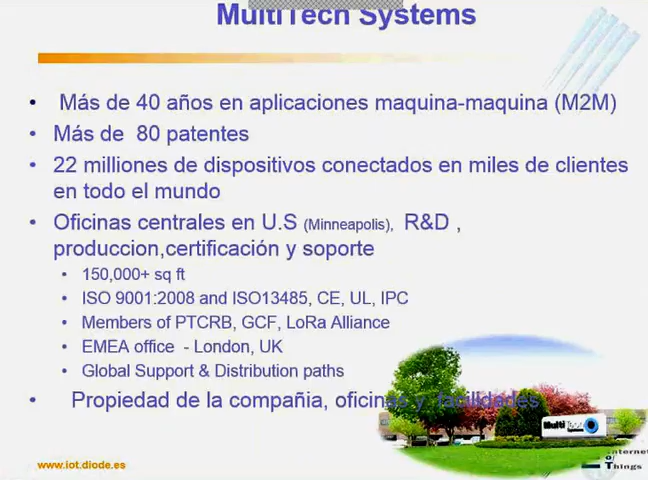 MultiTech Systems
• Más de 40 años en aplicaciones maquina-maquina (M2M)
• Más de 80 patentes
• 22 milliones de dispositivos conectados en miles de clientes
en todo el mundo
• Oficinas centrales en U.S (Minneapolis), R&D ,
produccion,certificación y soporte
• 150,000+ sq ft
• ISO 9001:2008 and ISO13485, CE, UL, IPC
• Members of PTCRB, GCF, LoRa Alliance
• EMEA office - London, UK
• Global Support & Distribution paths
• Propiedad de la compañia, oficinas y facilidades
MultiTech
www.iot.diode.es
Internet
of
Things